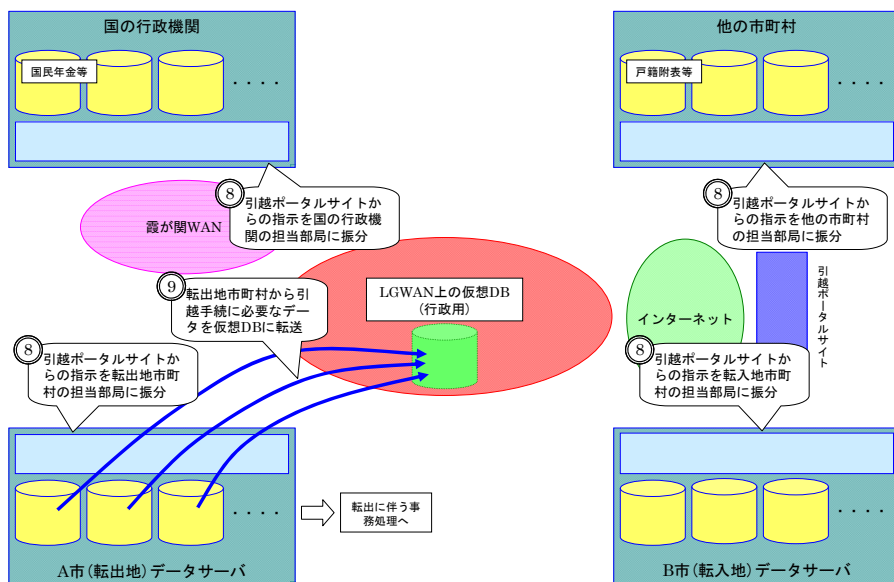 国の行政機関
国民年金等
・・・・
他の市町村
戸籍附表等
・・・・
8
引越ポータルサイトか
らの指示を国の行政機
関の担当部局に振分
8
引越ポータルサイトか
らの指示を他の市町村
の担当部局に振分
霞が関WAN
9
転出地市町村から引
越手続に必要なデー
タを仮想DBに転送
LGWAN上の仮想DB
(行政用)
インターネット
引越ポータルサイト
8
引越ポータルサイトか
らの指示を転出地市町
村の担当部局に振分
8
引越ポータルサイトか
らの指示を転入地市町
村の担当部局に振分
・・・・
転出に伴う事
務処理へ
・・・・
A市(転出地)データサーバ
B市(転入地)データサーバ